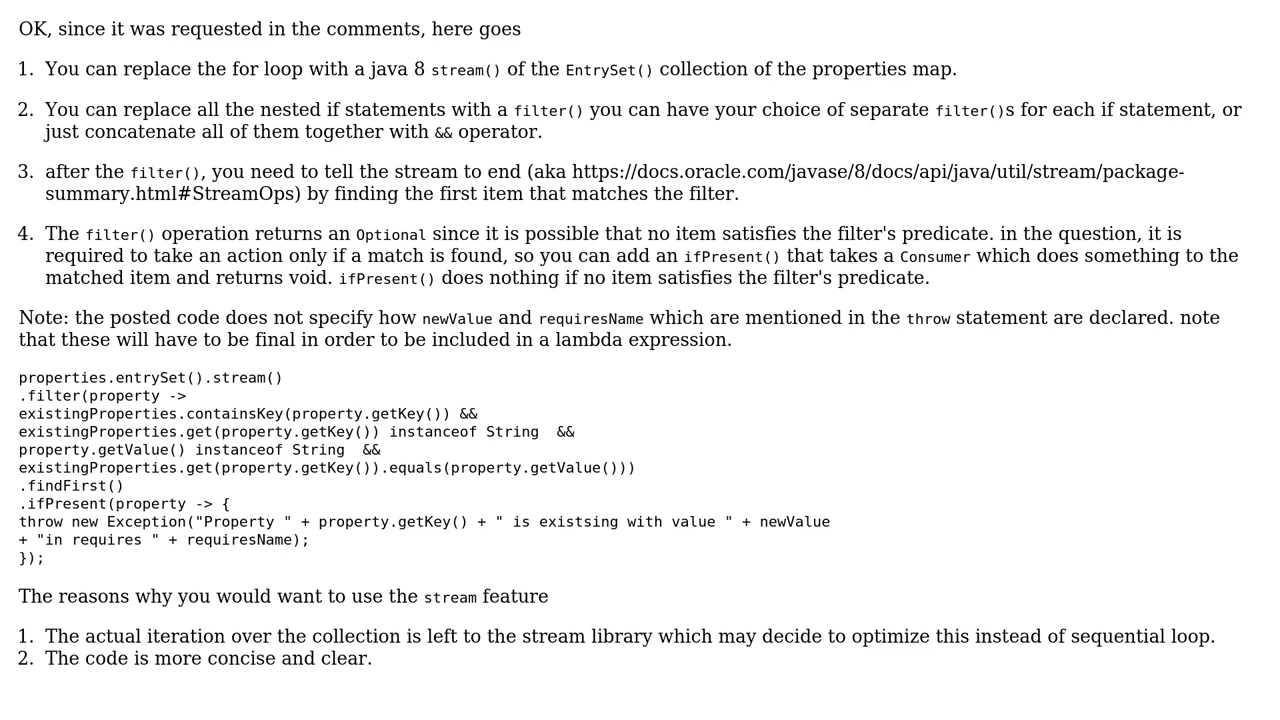 OK, since it was requested in the comments, here goes
1. You can replace the for loop with a java 8 stream() of the EntrySet() collection of the properties map.
2. You can replace all the nested if statements with a filter() you can have your choice of separate filter()s for each if statement, or
just concatenate all of them together with && operator.
3. after the filter(), you need to tell the stream to end (aka https://docs.oracle.com/javase/8/docs/api/java/util/stream/package-
summary.html#StreamOps) by finding the first item that matches the filter.
4. The filter() operation returns an Optional since it is possible that no item satisfies the filter's predicate. in the question, it is
required to take an action only if a match is found, so you can add an ifPresent() that takes a Consumer which does something to the
matched item and returns void. ifPresent() does nothing if no item satisfies the filter's predicate.
Note: the posted code does not specify how newValue and requiresName which are mentioned in the throw statement are declared. note
that these will have to be final in order to be included in a lambda expression.
properties.entrySet().stream()
.filter(property ->
existingProperties.containsKey(property.getKey()) &&
existingProperties.get(property.getKey()) instanceof String  &&
property.getValue() instanceof String  &&
existingProperties.get(property.getKey()).equals(property.getValue()))
.findFirst()
.ifPresent(property -> {
throw new Exception("Property " + property.getKey() + " is existsing with value " + newValue
+ "in requires " + requiresName);
});
The reasons why you would want to use the stream feature
1. The actual iteration over the collection is left to the stream library which may decide to optimize this instead of sequential loop.
2. The code is more concise and clear.